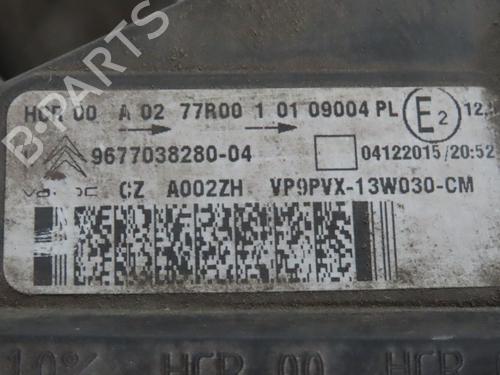 HCR 00 A 02 77R00 1 01 09004 PL E2 12.
9677038280-04 04122015/20:52
CZ A002ZH VP9PVX-13W030-CM
10% HCR 00
B-PARTS